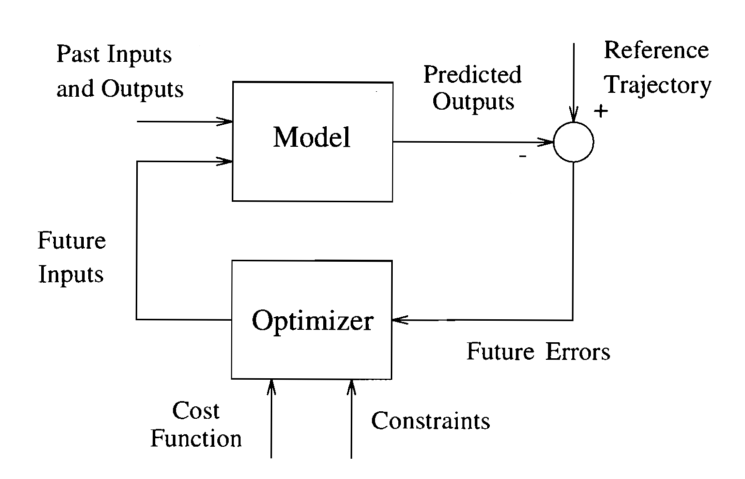 Past Inputs
and Outputs
Model
Predicted
Outputs
Reference
Trajectory
+
-
Future
Inputs
Optimizer
Future Errors
Cost
Function
Constraints